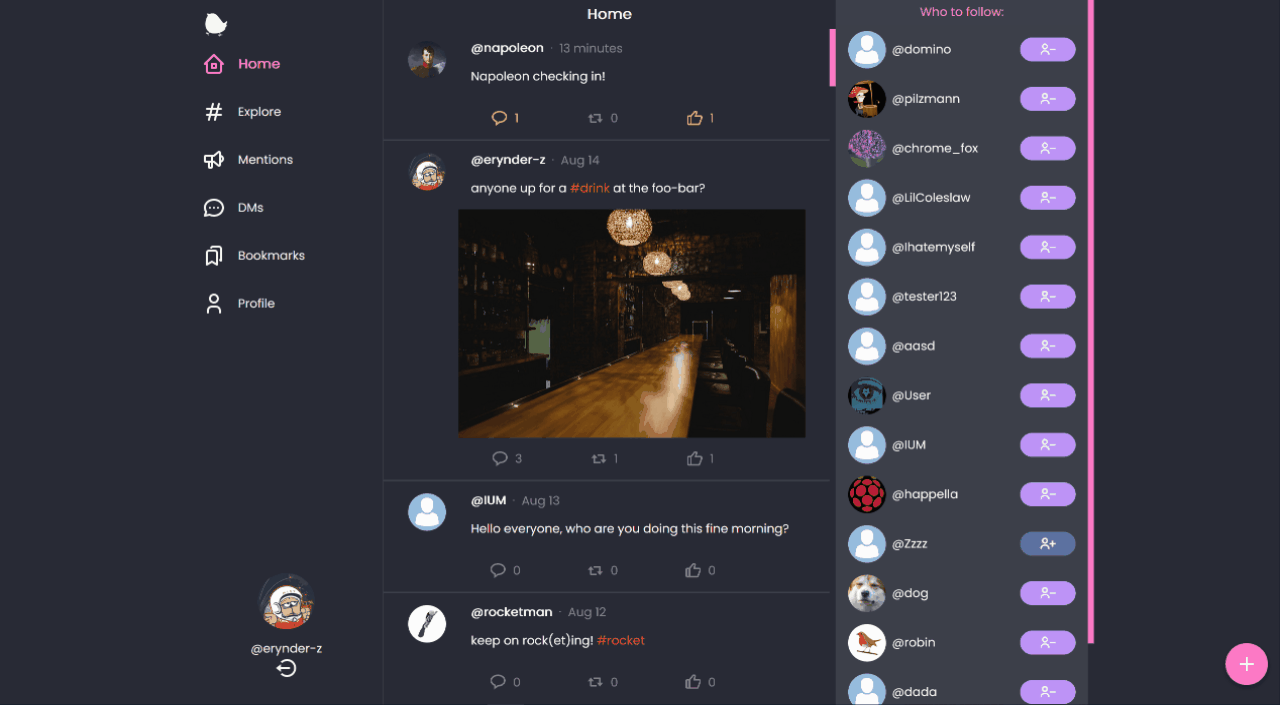 Home
Explore
Mentions
DMs
Bookmarks
Profile
@erynder-z
Home
@napoleon · 13 minutes
Napoleon checking in!
1 0 1
@erynder-z · Aug 14
anyone up for a #drink at the foo-bar?
3 1 1
@IUM · Aug 13
Hello everyone, who are you doing this fine morning?
0 0 0
@rocketman · Aug 12
keep on rock(et)ing! #rocket
0 0 0
Who to follow:
@domino
@pilzmann
@chrome_fox
@LilColeslaw
@Ihatemyself
@tester123
@aasd
@User
@IUM
@happella
@Zzzz
@dog
@robin
@dada